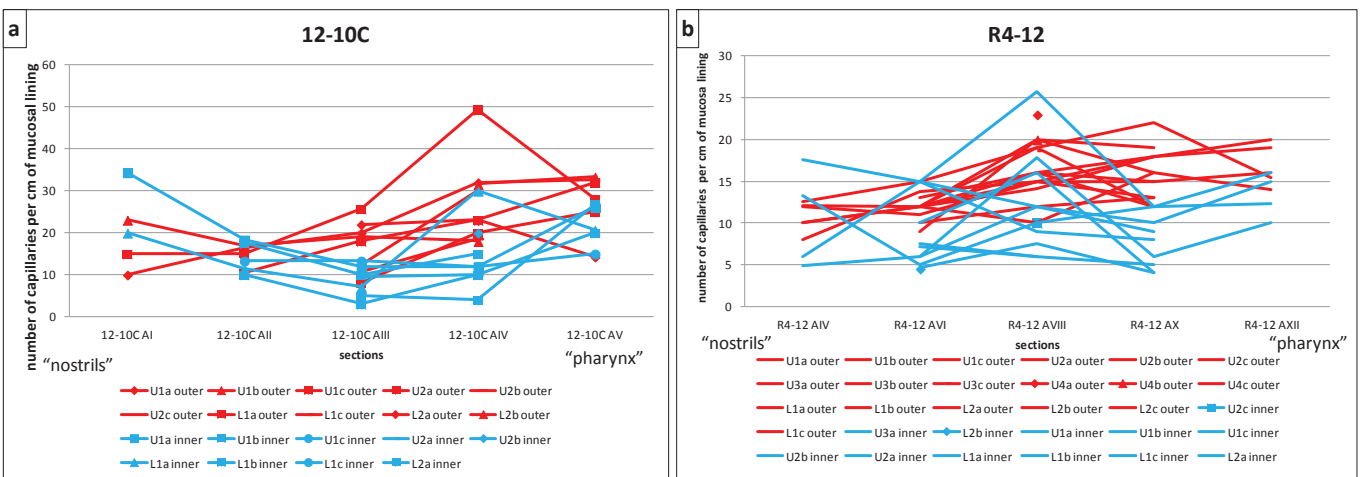 a
12-10C
number of capillaries per cm of mucosal lining
60
50
40
30
20
10
0
12-10C AI 12-10C AII 12-10C AIII 12-10C AIV 12-10C AV
sections
“nostrils” “pharynx”
U1a outer U1b outer U1c outer U2a outer U2b outer
U2c outer L1a outer L1c outer L2a outer L2b outer
U1a inner U1b inner U1c inner U2a inner U2b inner
L1a inner L1b inner L1c inner L2a inner
b
R4-12
number of capillaries per cm of mucosa lining
30
25
20
15
10
5
0
R4-12 AIV R4-12 AVI R4-12 AVIII R4-12 AX R4-12 AXII
sections
“nostrils” “pharynx”
U1a outer U1b outer U1c outer U2a outer U2b outer U2c outer
U3a outer U3b outer U3c outer U4a outer U4b outer U4c outer
L1a outer L1b outer L2a outer L2b outer L2c outer U2c inner
L1c outer U3a inner L2b inner U1a inner U1b inner U1c inner
U2b inner U2a inner L1a inner L1b inner L1c inner L2a inner